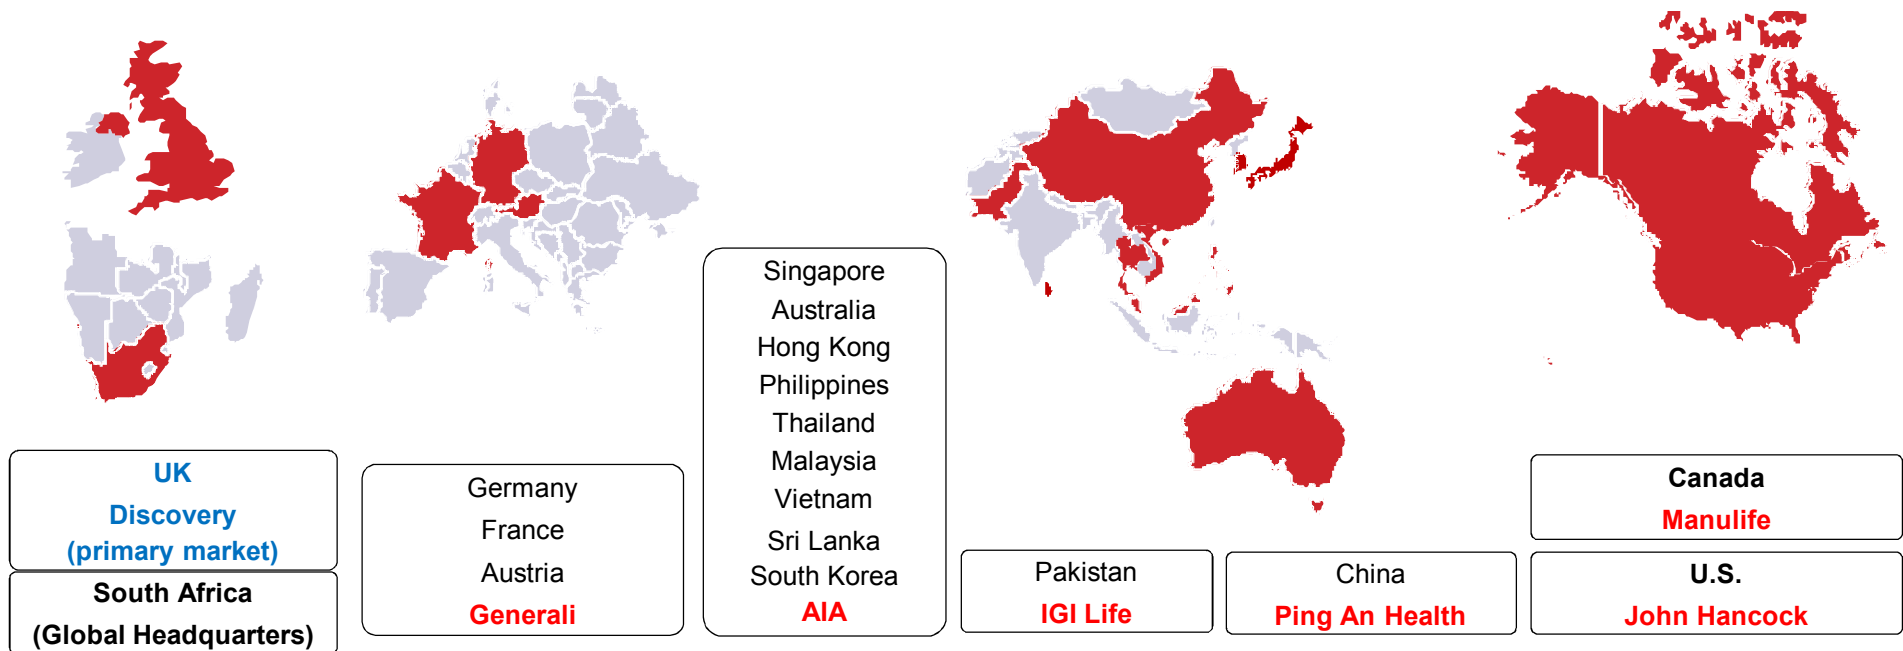 UK
Discovery
(primary market)
South Africa
(Global Headquarters)
Germany
France
Austria
Generali
Singapore
Australia
Hong Kong
Philippines
Thailand
Malaysia
Vietnam
Sri Lanka
South Korea
AIA
Pakistan
IGI Life
China
Ping An Health
Canada
Manulife
U.S.
John Hancock